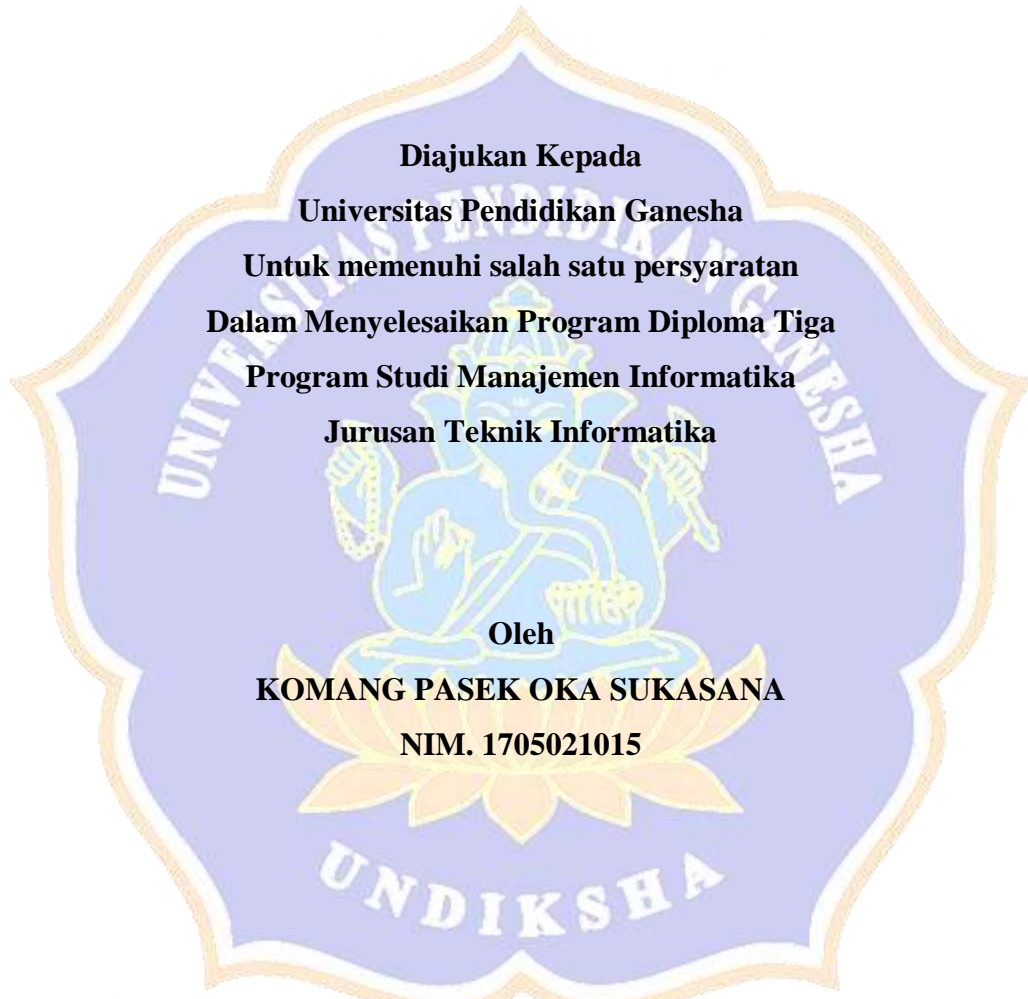 Diajukan Kepada
Universitas Pendidikan Ganesha
Untuk memenuhi salah satu persyaratan
Dalam Menyelesaikan Program Diploma Tiga
Program Studi Manajemen Informatika
Jurusan Teknik Informatika
Oleh
KOMANG PASEK OKA SUKASANA
NIM. 1705021015
UNIVERSITAS PENDIDIKAN GANESHA
UNDIKSHA